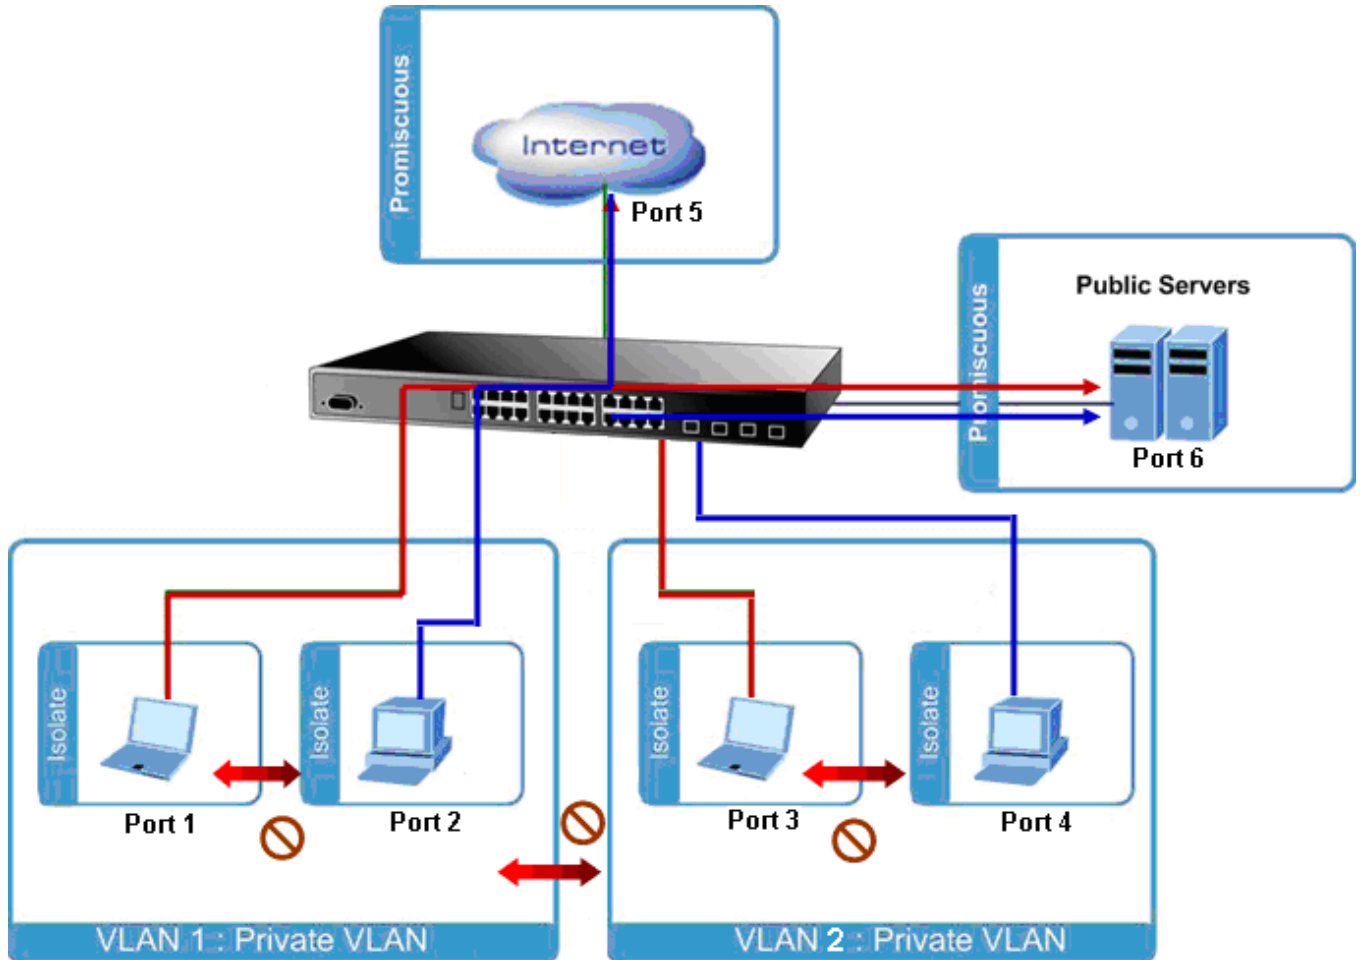 Promiscuous
Internet
Port 5
Promiscuous
Public Servers
Port 6
Isolate
Port 1
Isolate
Port 2
Isolate
Port 3
Isolate
Port 4
VLAN 1 : Private VLAN
VLAN 2 : Private VLAN